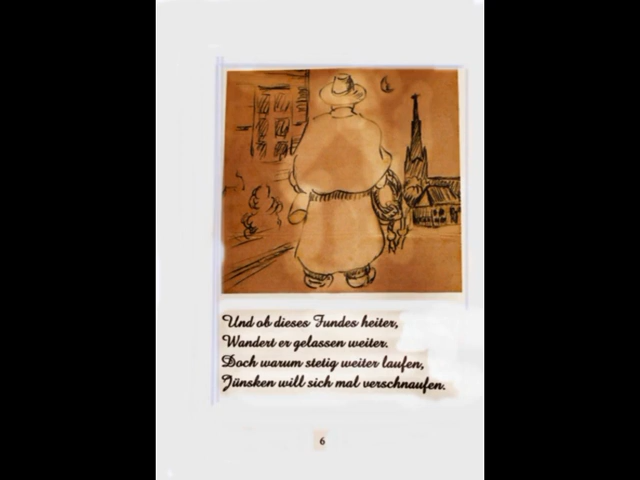 Und ob dieses Fundes heiter,
Wandert er gelassen weiter.
Doch warum stetig weiter laufen,
Jünsken will sich mal verschnaufen.
6